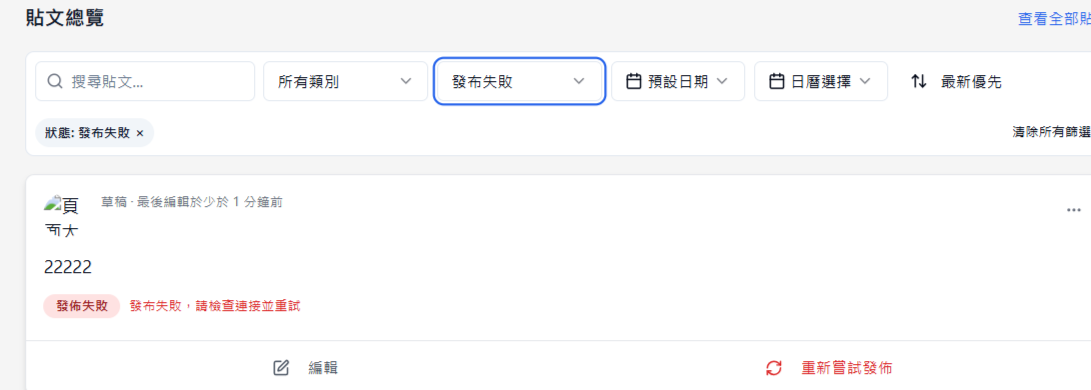 貼文總覽
查看全部貼
搜尋貼文...
所有類別
發布失敗
預設日期
日曆選擇
最新優先
狀態: 發布失敗 ×
清除所有篩選
草稿 · 最後編輯於少於 1 分鐘前
頁
面大
22222
發佈失敗
發布失敗，請檢查連接並重試
編輯
重新嘗試發佈